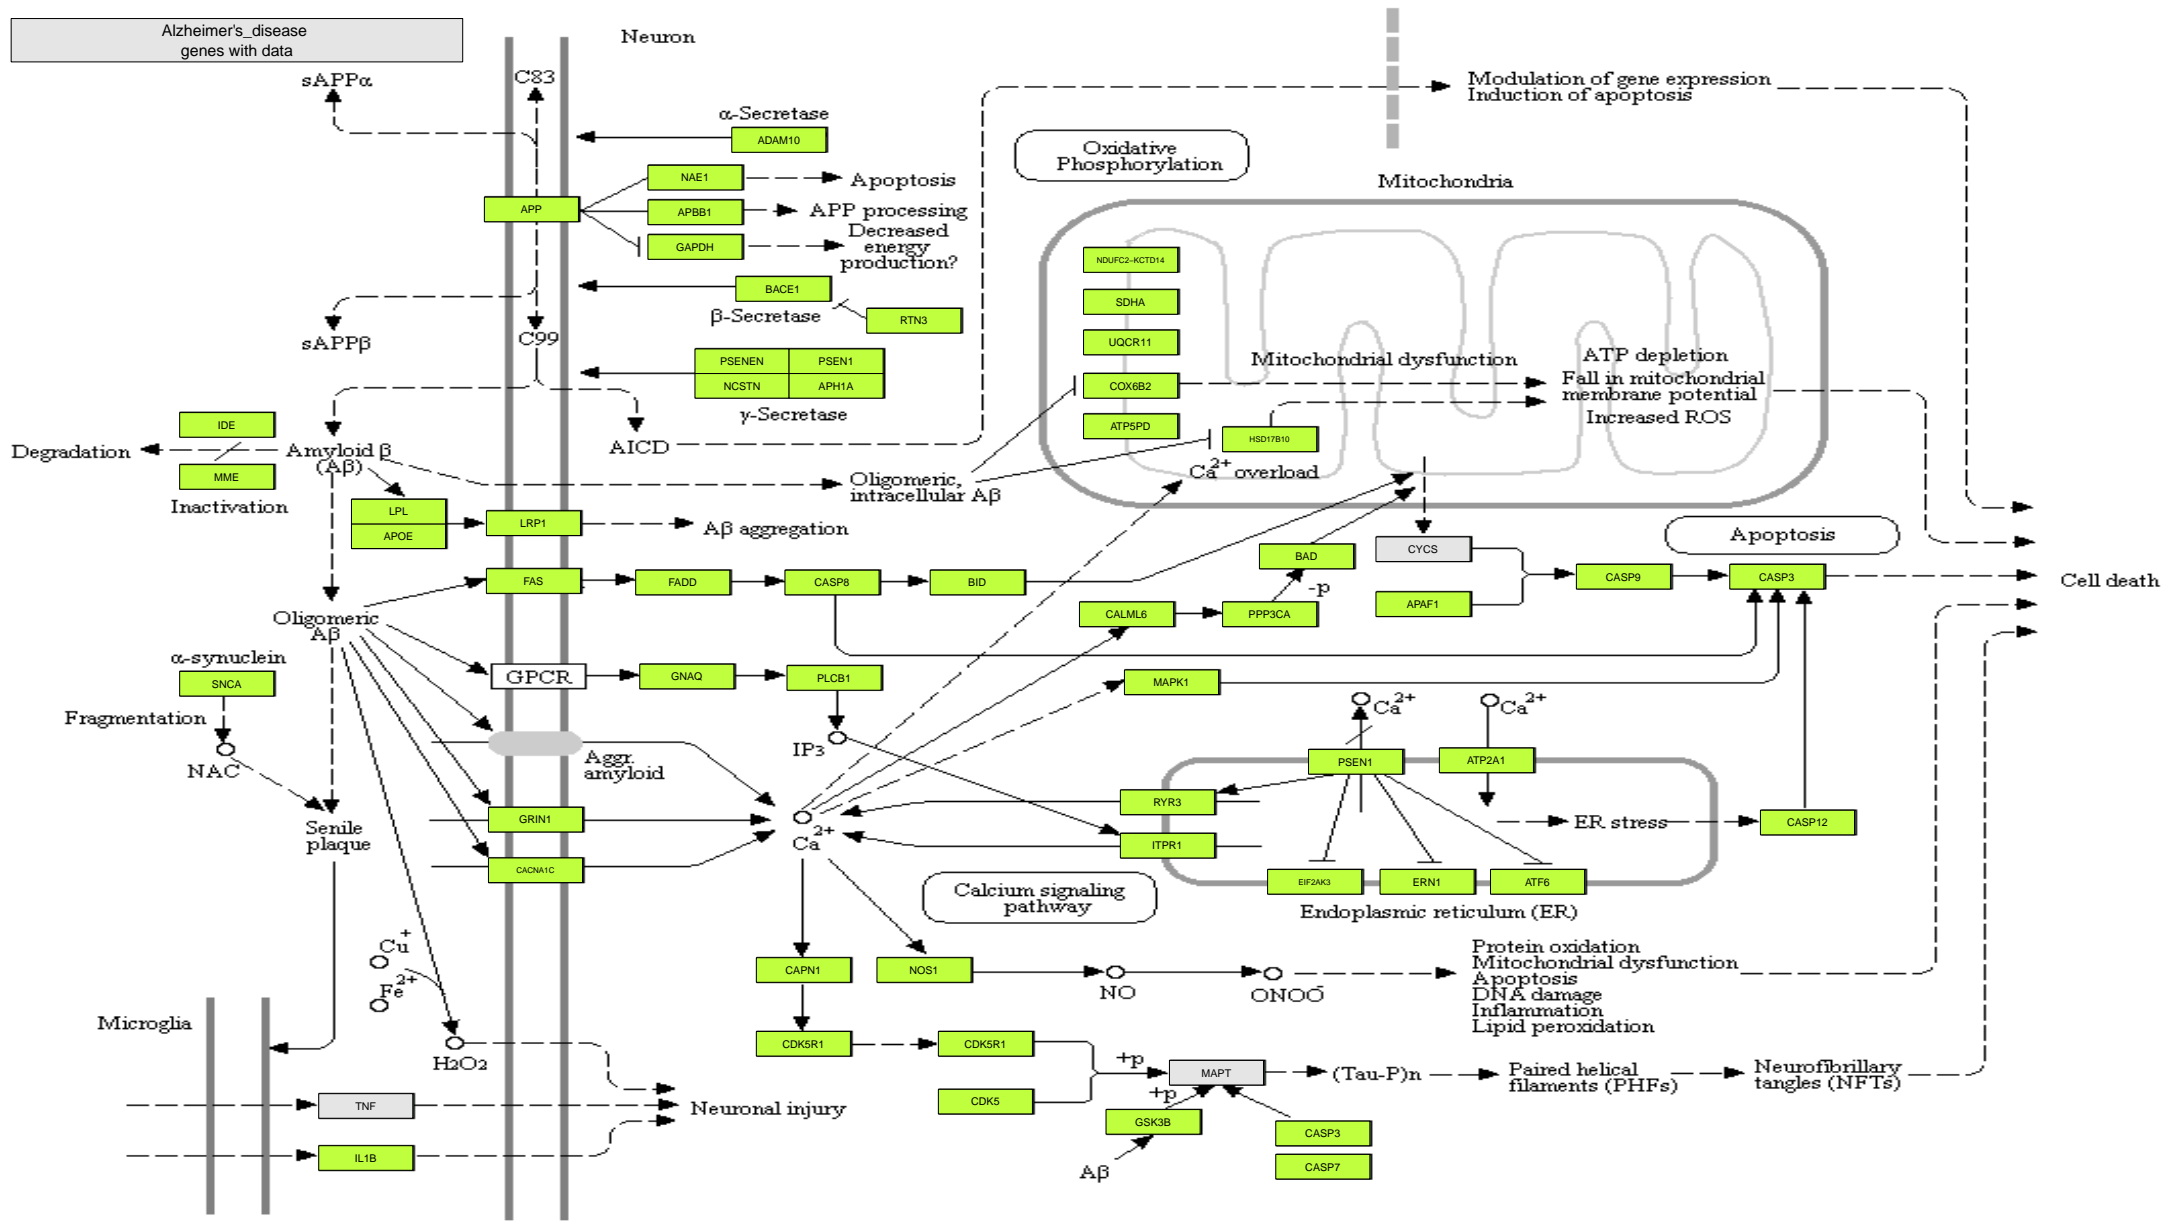 Alzheimer's_disease
genes with data
Neuron
sAPPα
C83
Modulation of gene expression
Induction of apoptosis
α-Secretase
ADAM10
Oxidative
Phosphorylation
Mitochondria
NAE1
Apoptosis
APP
APBB1
APP processing
GAPDH
Decreased
energy
production?
NDUFC2-KCTD14
BACE1
β-Secretase
RTN3
SDHA
sAPPβ
C99
UQCR11
PSENEN
PSEN1
NCSTN
APH1A
γ-Secretase
Mitochondrial dysfunction
ATP depletion
Fall in mitochondrial
membrane potential
Increased ROS
COX6B2
ATP5PD
HSD17B10
IDE
Degradation
MME
Inactivation
Amyloid β
(Aβ)
AICD
Oligomeric,
intracellular Aβ
Ca2+ overload
LPL
APOE
LRP1
Aβ aggregation
Apoptosis
CYCS
BAD
-p
FAS
FADD
CASP8
BID
CASP9
CASP3
Cell death
CALML6
PPP3CA
APAF1
Oligomeric
Aβ
α-synuclein
SNCA
GPCR
GNAQ
PLCB1
MAPK1
Fragmentation
NAC
IP3
Ca2+
Ca2+
Aggr.
amyloid
PSEN1
ATP2A1
RYR3
GRIN1
Ca2+
ITPR1
ER stress
CASP12
Senile
plaque
CACNA1C
EIF2AK3
ERN1
ATF6
Calcium signaling
pathway
Endoplasmic reticulum (ER)
Cu+
Fe2+
CAPN1
NOS1
NO
ONOO-
Protein oxidation
Mitochondrial dysfunction
Apoptosis
DNA damage
Inflammation
Lipid peroxidation
Microglia
H2O2
CDK5R1
CDK5R1
+p
MAPT
(Tau-P)n
Paired helical
filaments (PHFs)
Neurofibrillary
tangles (NFTs)
TNF
Neuronal injury
CDK5
+p
GSK3B
CASP3
IL1B
Aβ
CASP7